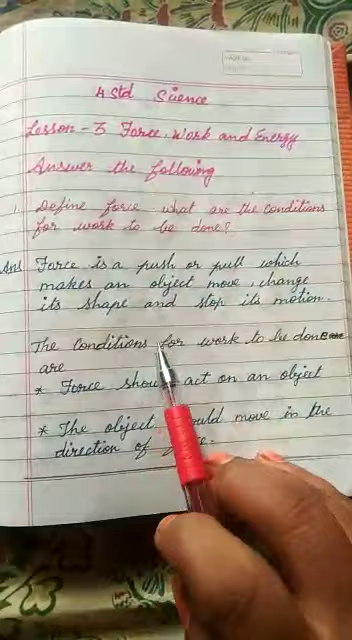 4 Std Science
Lesson - 3 Force, Work and Energy
Answer the following
1. Define force. what are the conditions
for work to be done?
Ans Force is a push or pull which
makes an object move, change
its shape and stop its motion.
The conditions for work to be done
are
* Force shou act on an object
* The object ould move in the
direction of ce.